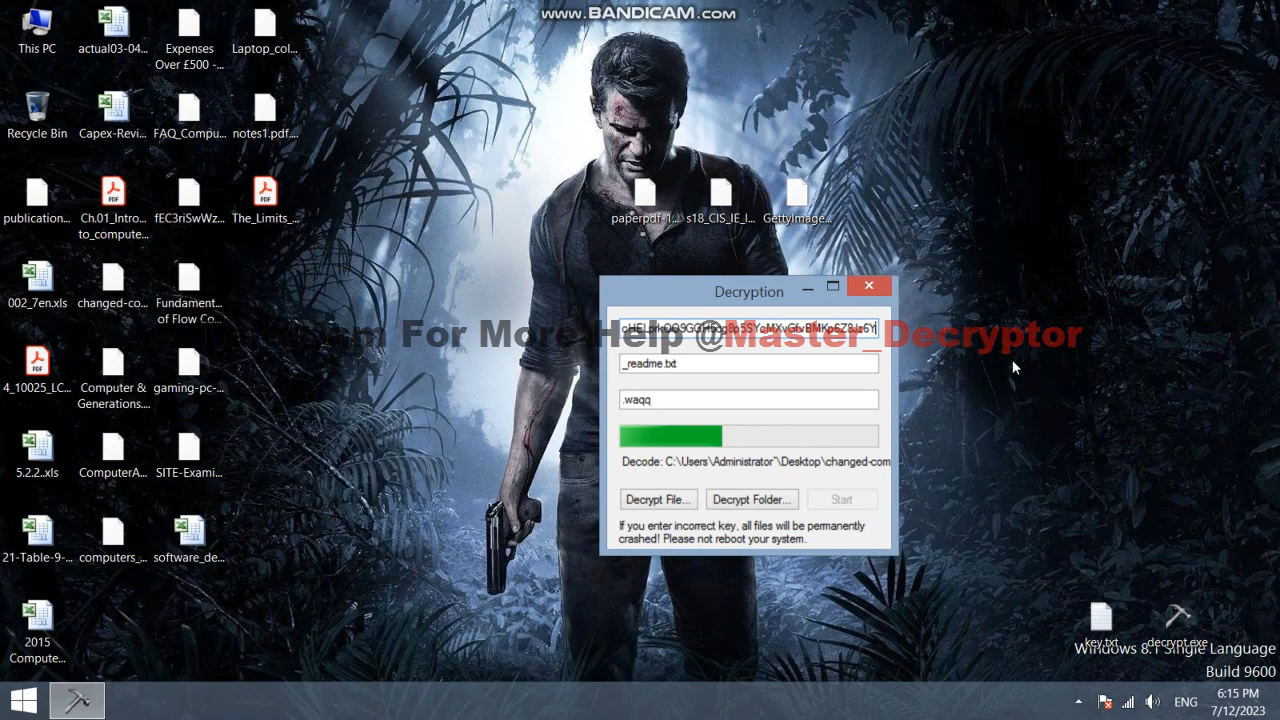 www.BANDICAM.com
This PC
actual03-04...
Expenses
Over £500 -...
Laptop_col...
Recycle Bin
Capex-Revi...
FAQ_Compu...
notes1.pdf....
publication...
Ch.01_Intro...
to_compute...
fEC3riSwWz...
The_Limits_...
paperpdf-1...
s18_CIS_IE_I...
GettyImage...
002_7en.xls
changed-co...
Fundament...
of Flow Co...
Decryption
For More Help @Master_Decryptor
_readme.txt
.waqq
4_10025_LC...
Computer &
Generations....
gaming-pc-...
5.2.2..xls
ComputerA...
SITE-Exami...
Decode: C:\Users\Administrator™\Desktop\changed-com
Decrypt File...
Decrypt Folder...
Start
If you enter incorrect key, all files will be permanently
crashed! Please not reboot your system.
21-Table-9-...
computers_...
software_de...
2015
Compute...
key.txt
decrypt.exe
Windows 8.1 Single Language
Build 9600
ENG
6:15 PM
7/12/2023